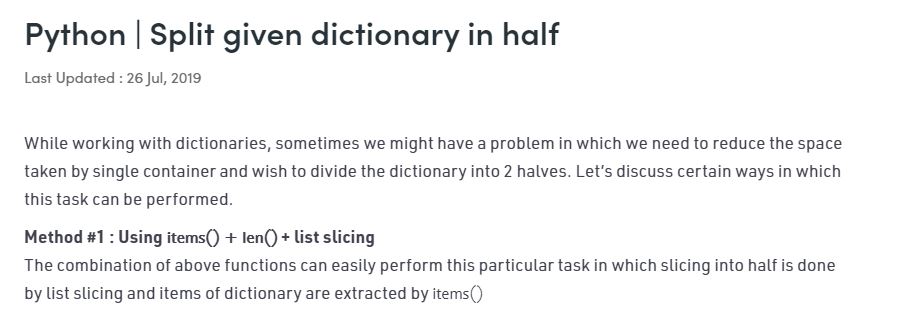 Python | Split given dictionary in half
Last Updated : 26 Jul, 2019
While working with dictionaries, sometimes we might have a problem in which we need to reduce the space
taken by single container and wish to divide the dictionary into 2 halves. Let’s discuss certain ways in which
this task can be performed.
Method #1 : Using items() + len() + list slicing
The combination of above functions can easily perform this particular task in which slicing into half is done
by list slicing and items of dictionary are extracted by items()